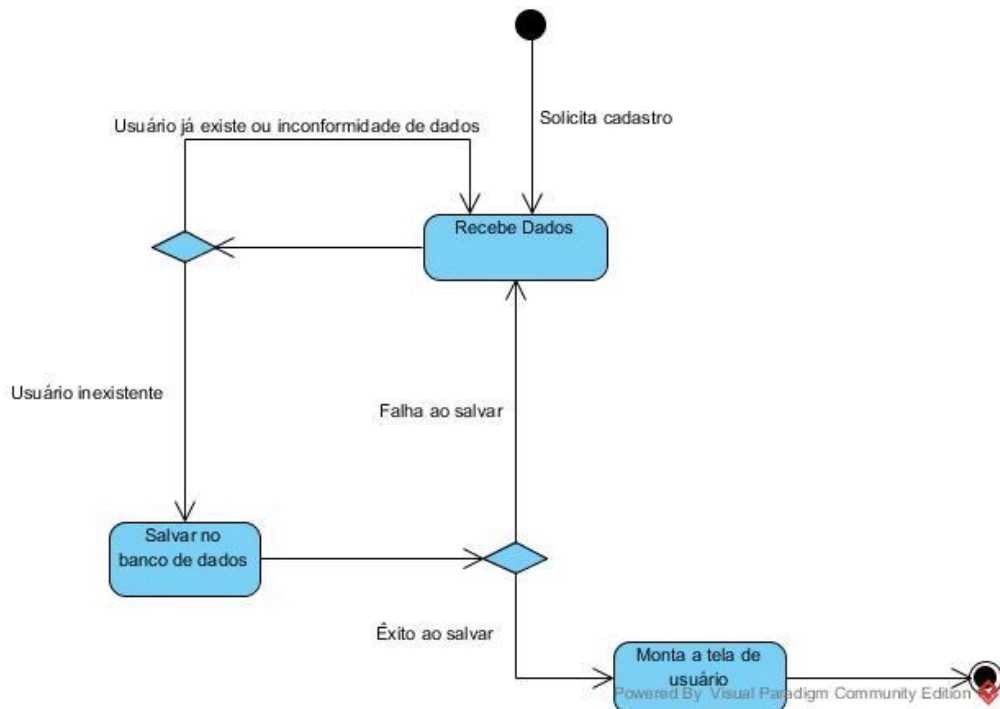 Solicita cadastro
Usuário já existe ou inconformidade de dados
Recebe Dados
Usuário inexistente
Falha ao salvar
Salvar no
banco de dados
Êxito ao salvar
Monta a tela de
usuário
Powered By Visual Paradigm Community Edition